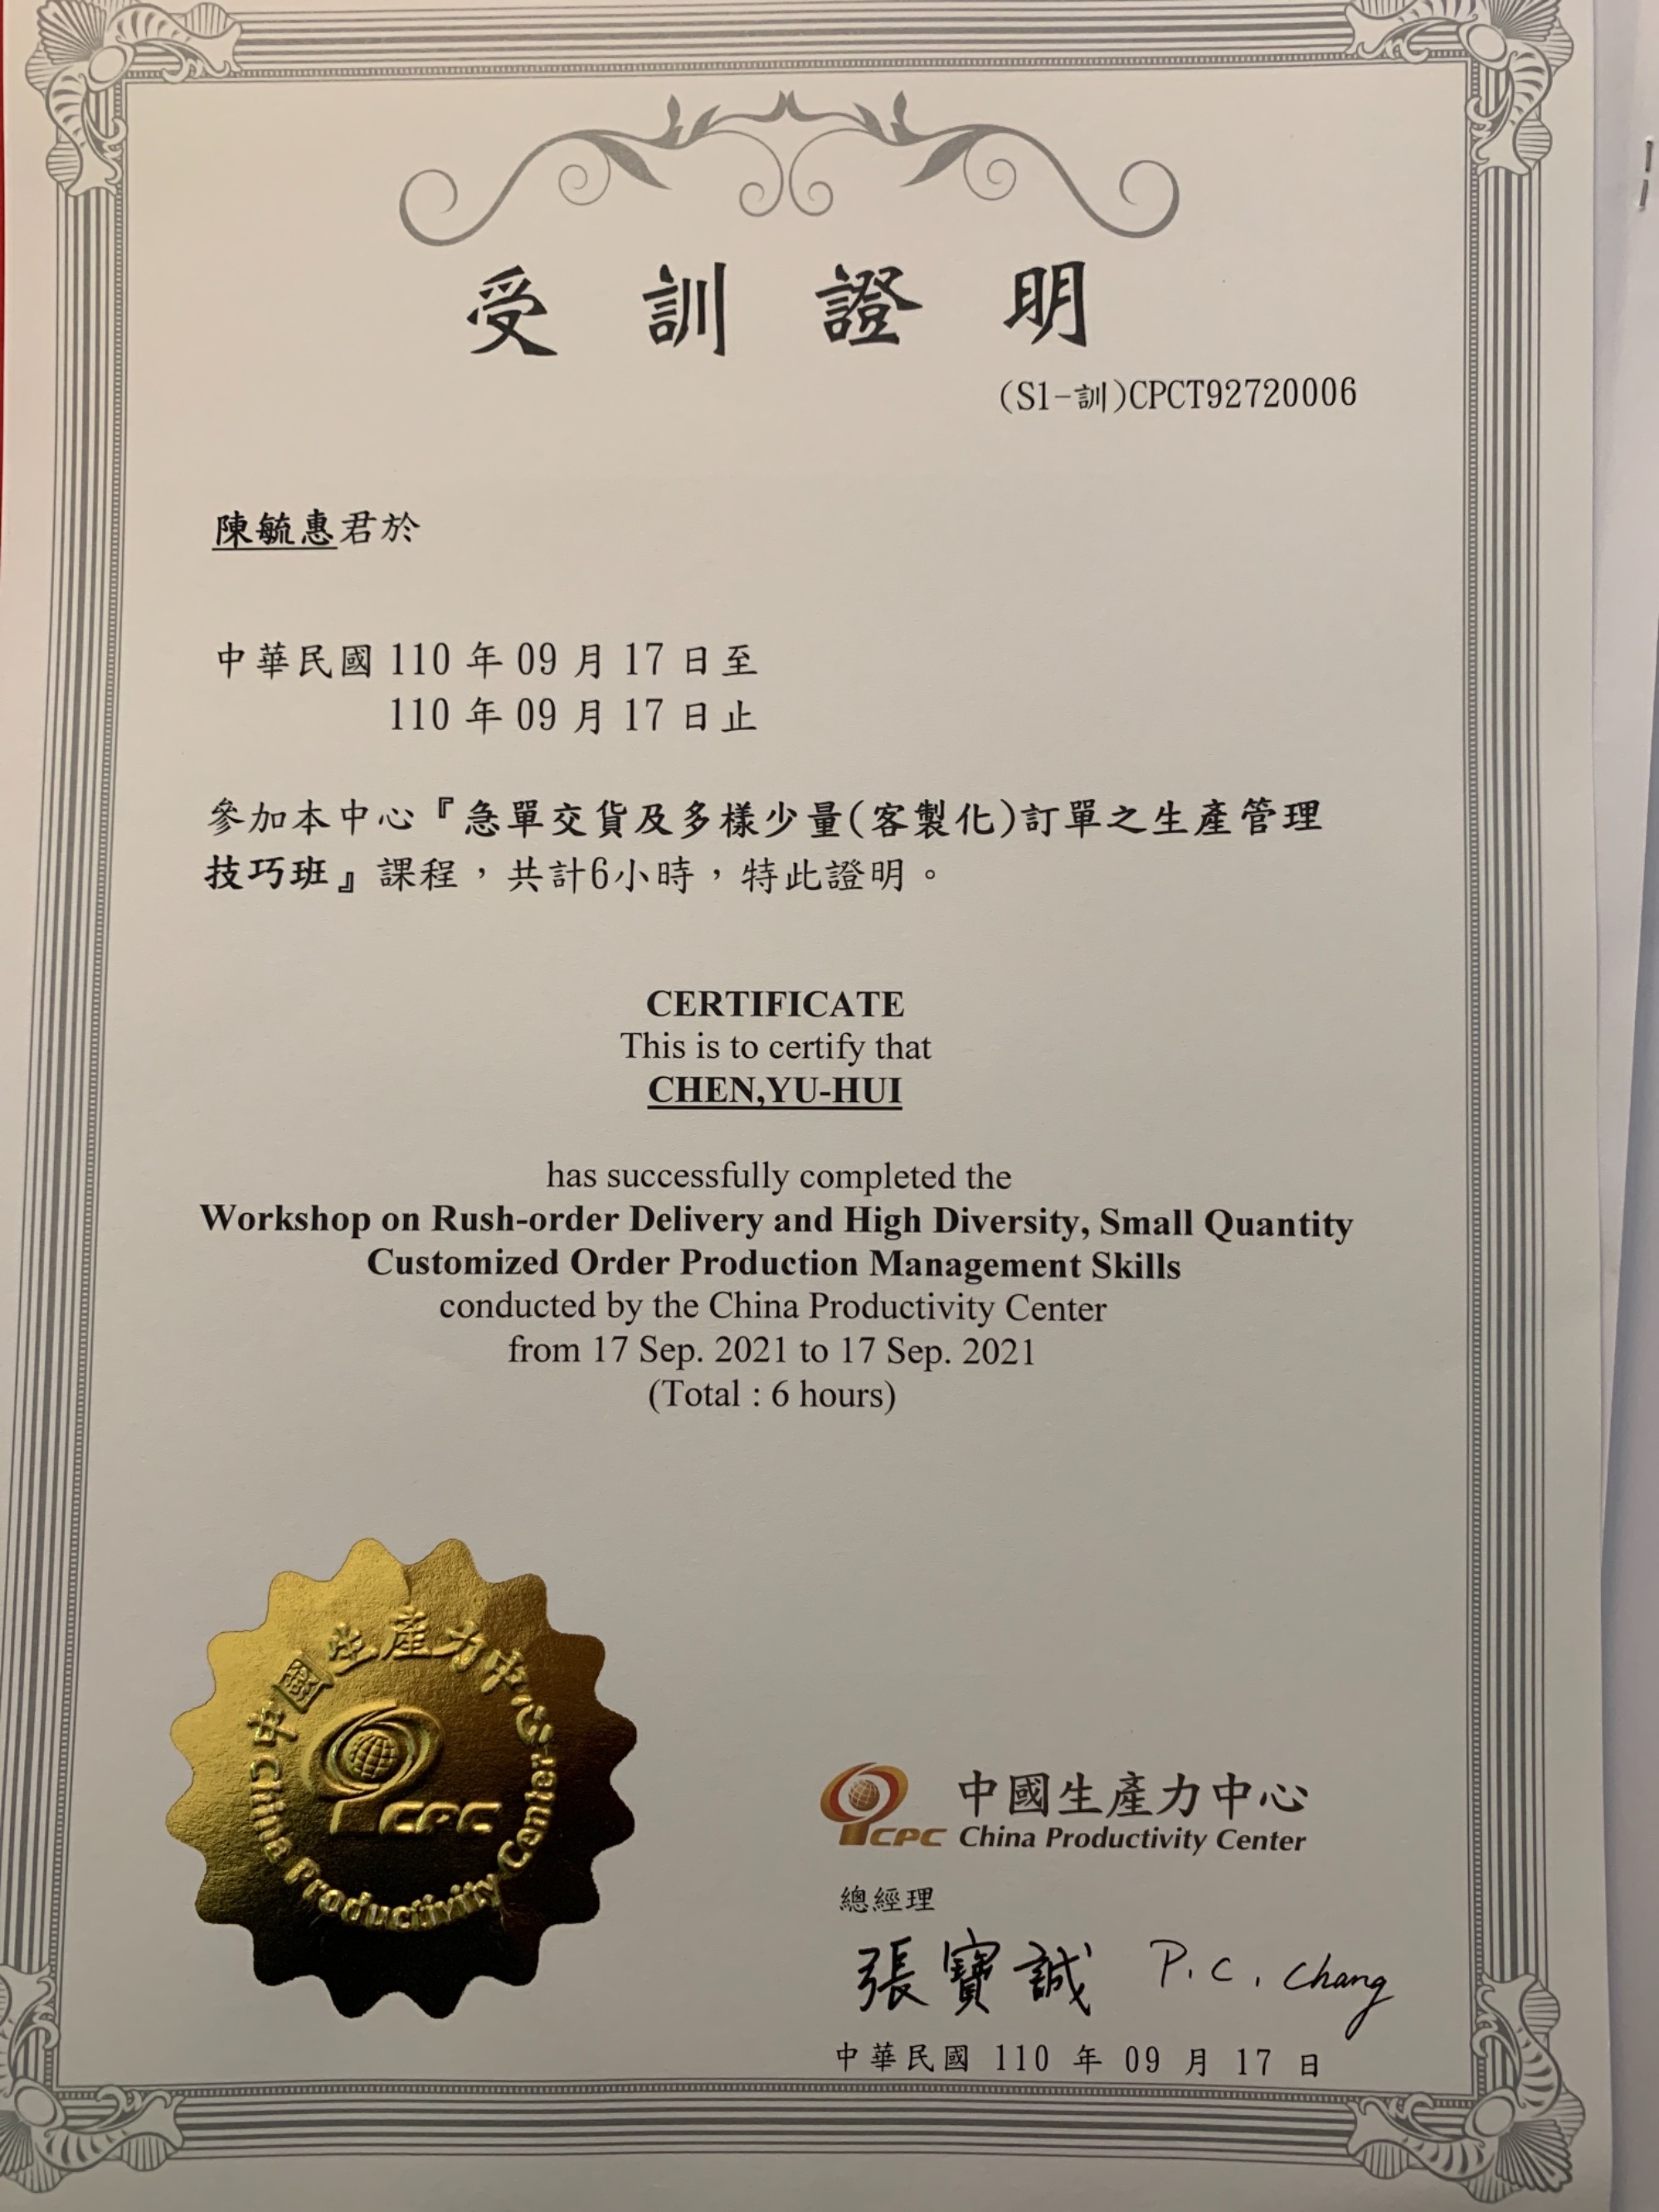 受訓證明
(S1-訓)CPCT92720006
陳毓惠君於
中華民國 110 年 09 月 17 日至
110 年 09 月 17 日止
參加本中心『急單交貨及多樣少量(客製化)訂單之生產管理
技巧班』課程，共計6小時，特此證明。
CERTIFICATE
This is to certify that
CHEN,YU-HUI
has successfully completed the
Workshop on Rush-order Delivery and High Diversity, Small Quantity
Customized Order Production Management Skills
conducted by the China Productivity Center
from 17 Sep. 2021 to 17 Sep. 2021
(Total : 6 hours)
中國生產力中心
CPC
China Productivity Center
中國生產力中心
CPC China Productivity Center
總經理
張寶誠 P.C. Chang
中華民國 110 年 09 月 17 日